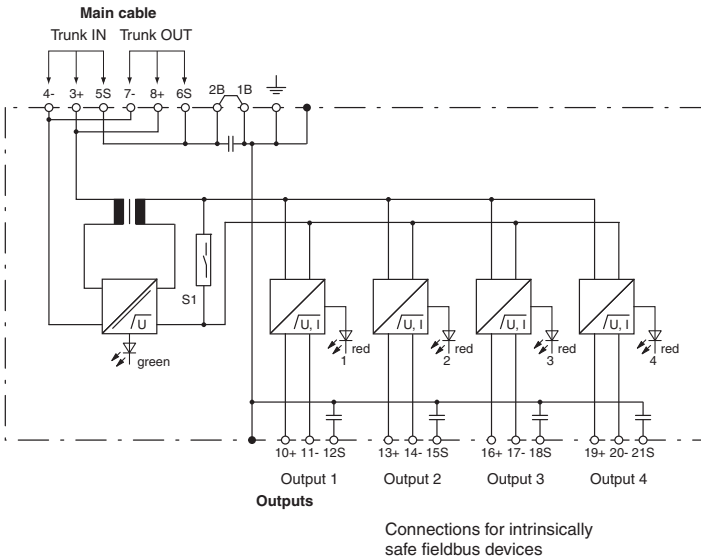 Main cable
Trunk IN Trunk OUT
4- 3+ 5S 7- 8+ 6S 2B 1B
S1
U
U, I
U, I
U, I
U, I
green
red
1
red
2
red
3
red
4
10+ 11- 12S 13+ 14- 15S 16+ 17- 18S 19+ 20- 21S
Output 1 Output 2 Output 3 Output 4
Outputs
Connections for intrinsically
safe fieldbus devices